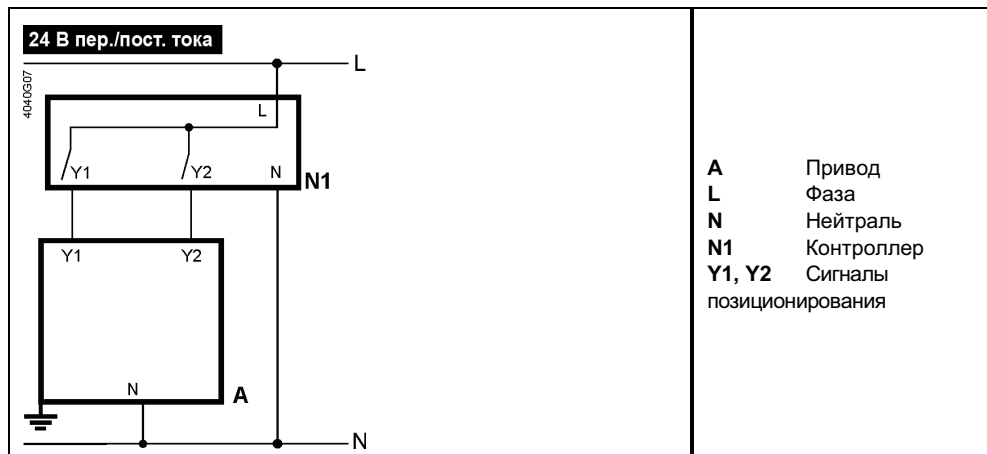 24 В пер./пост. тока
L
4040G07
L
Y1
Y2
N
N1
Y1
Y2
N
A
N
A Привод
L Фаза
N Нейтраль
N1 Контроллер
Y1, Y2 Сигналы
позиционирования